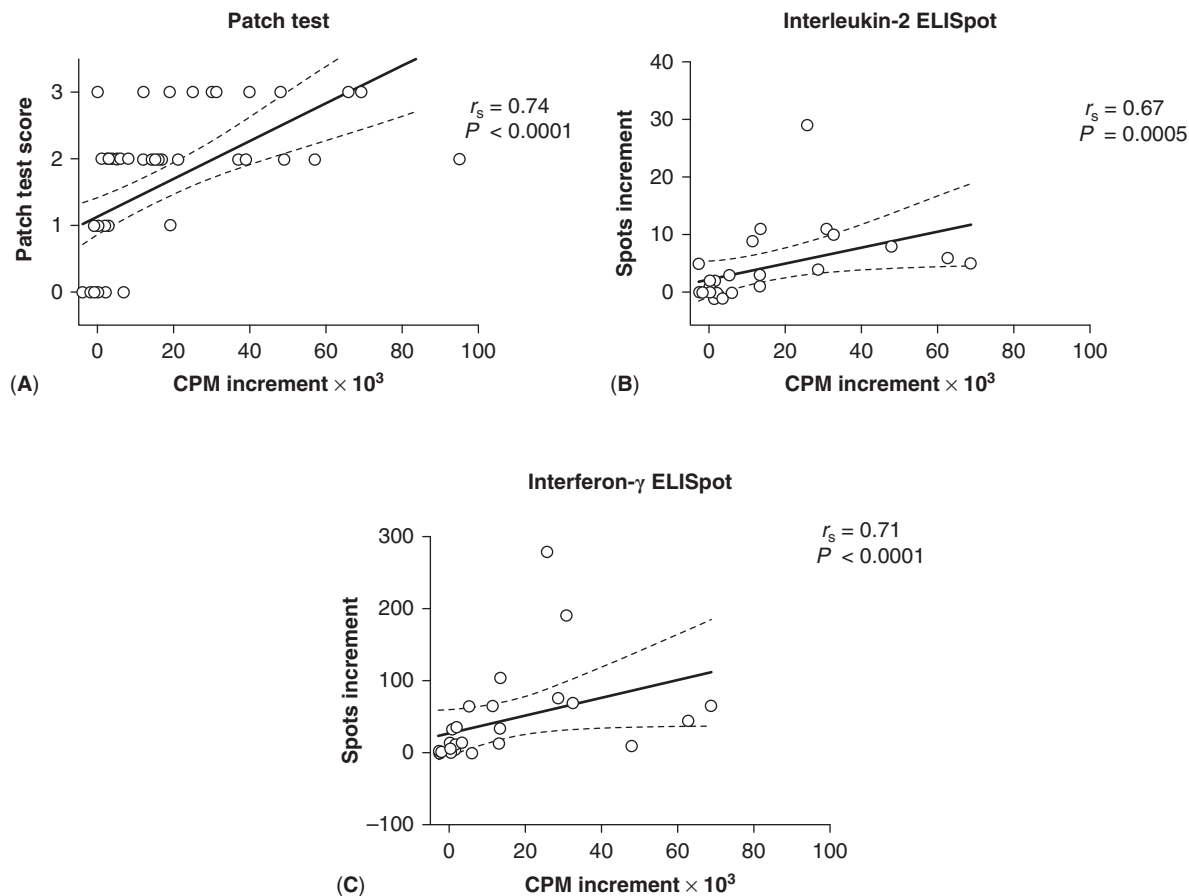 Patch test
Patch test score
3
2
1
0
0 20 40 60 80 100
CPM increment × 10³
(A)
rs = 0.74
P < 0.0001
Interleukin-2 ELISpot
Spots increment
40
30
20
10
0
0 20 40 60 80 100
CPM increment × 10³
(B)
rs = 0.67
P = 0.0005
Interferon-γ ELISpot
Spots increment
300
200
100
0
−100
0 20 40 60 80 100
CPM increment × 10³
(C)
rs = 0.71
P < 0.0001